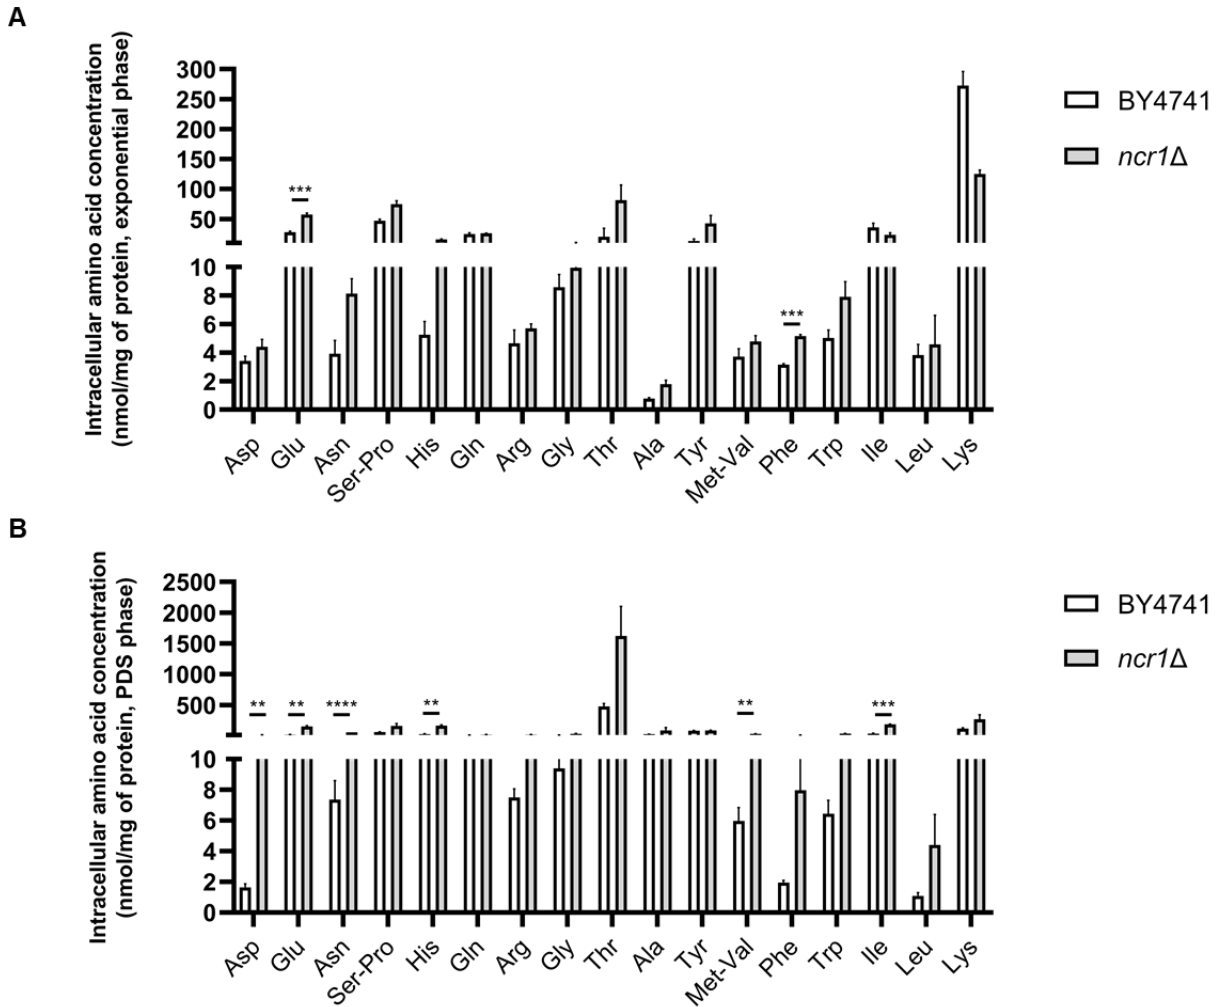 A
Intracellular amino acid concentration
(nmol/mg of protein, exponential phase)
300
250
200
150
100
50
10
8
6
4
2
0
***
***
BY4741
ncr1Δ
Asp
Glu
Asn
Ser-Pro
His
Gln
Arg
Gly
Thr
Ala
Tyr
Met-Val
Phe
Trp
Ile
Leu
Lys
B
Intracellular amino acid concentration
(nmol/mg of protein, PDS phase)
2500
2000
1500
1000
500
10
8
6
4
2
0
**
**
****
**
**
***
BY4741
ncr1Δ
Asp
Glu
Asn
Ser-Pro
His
Gln
Arg
Gly
Thr
Ala
Tyr
Met-Val
Phe
Trp
Ile
Leu
Lys